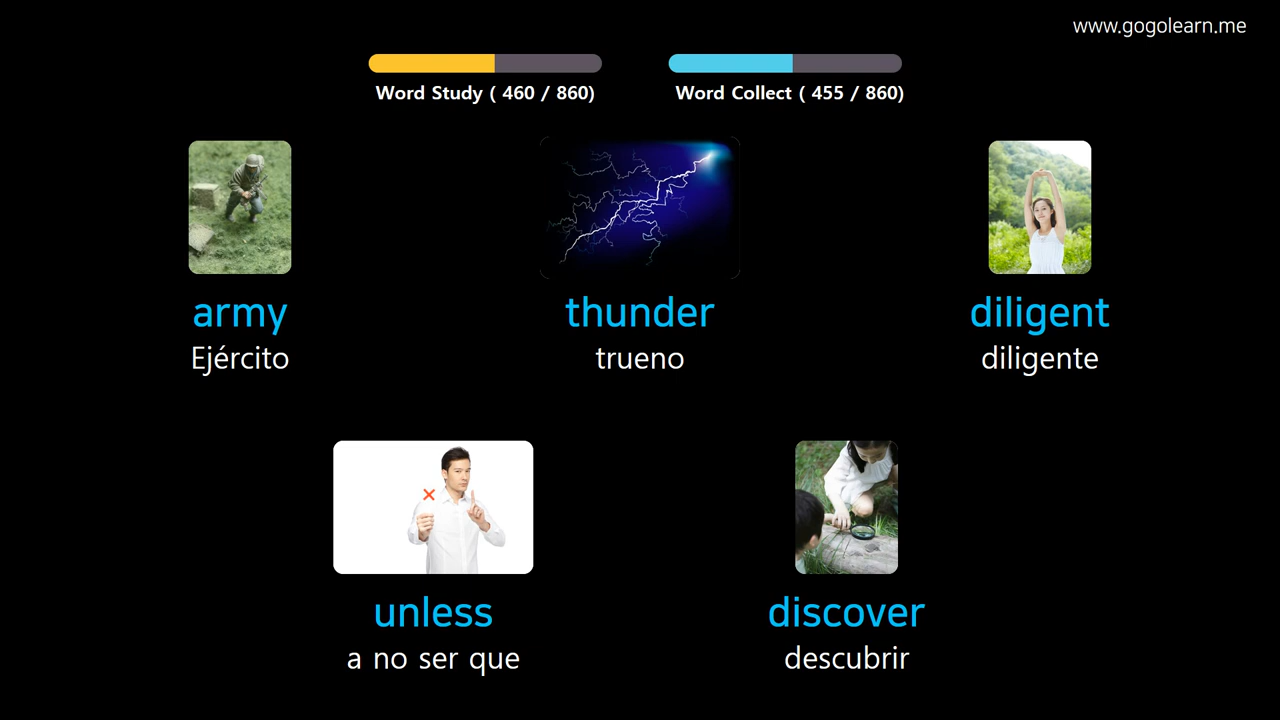 www.gogolearn.me
Word Study ( 460 / 860)
Word Collect ( 455 / 860)
army
Ejército
thunder
trueno
diligent
diligente
unless
a no ser que
discover
descubrir